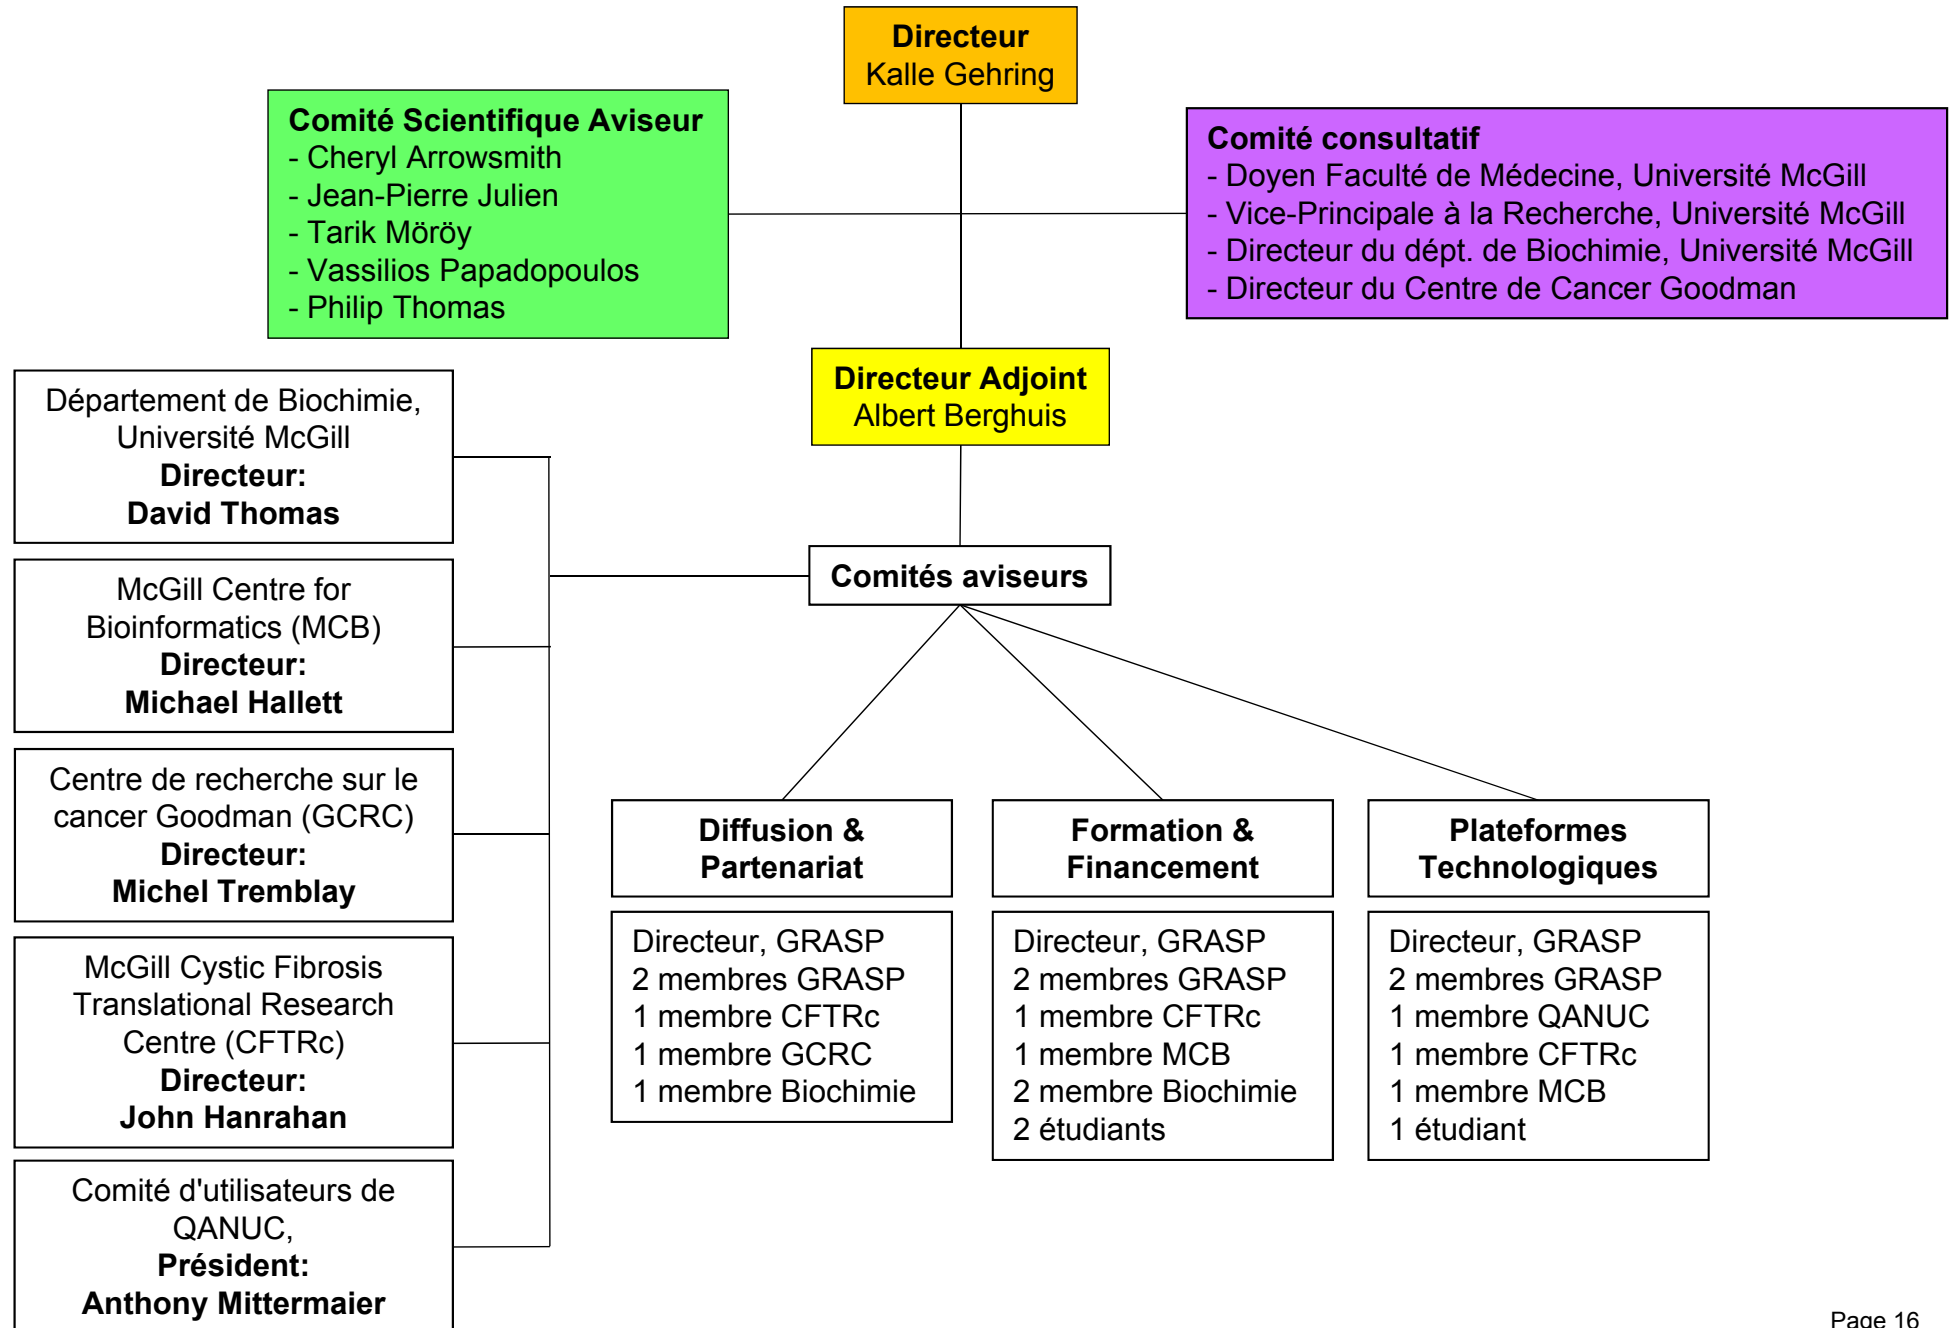 Directeur
Kalle Gehring
Comité Scientifique Aviseur
- Cheryl Arrowsmith
- Jean-Pierre Julien
- Tarik Möröy
- Vassilios Papadopoulos
- Philip Thomas
Comité consultatif
- Doyen Faculté de Médecine, Université McGill
- Vice-Principale à la Recherche, Université McGill
- Directeur du dépt. de Biochimie, Université McGill
- Directeur du Centre de Cancer Goodman
Directeur Adjoint
Albert Berghuis
Département de Biochimie,
Université McGill
Directeur:
David Thomas
McGill Centre for
Bioinformatics (MCB)
Directeur:
Michael Hallett
Centre de recherche sur le
cancer Goodman (GCRC)
Directeur:
Michel Tremblay
McGill Cystic Fibrosis
Translational Research
Centre (CFTRc)
Directeur:
John Hanrahan
Comité d'utilisateurs de
QANUC,
Président:
Anthony Mittermaier
Comités aviseurs
Diffusion &
Partenariat
Directeur, GRASP
2 membres GRASP
1 membre CFTRc
1 membre GCRC
1 membre Biochimie
Formation &
Financement
Directeur, GRASP
2 membres GRASP
1 membre CFTRc
1 membre MCB
2 membre Biochimie
2 étudiants
Plateformes
Technologiques
Directeur, GRASP
2 membres GRASP
1 membre QANUC
1 membre CFTRc
1 membre MCB
1 étudiant
Page 16